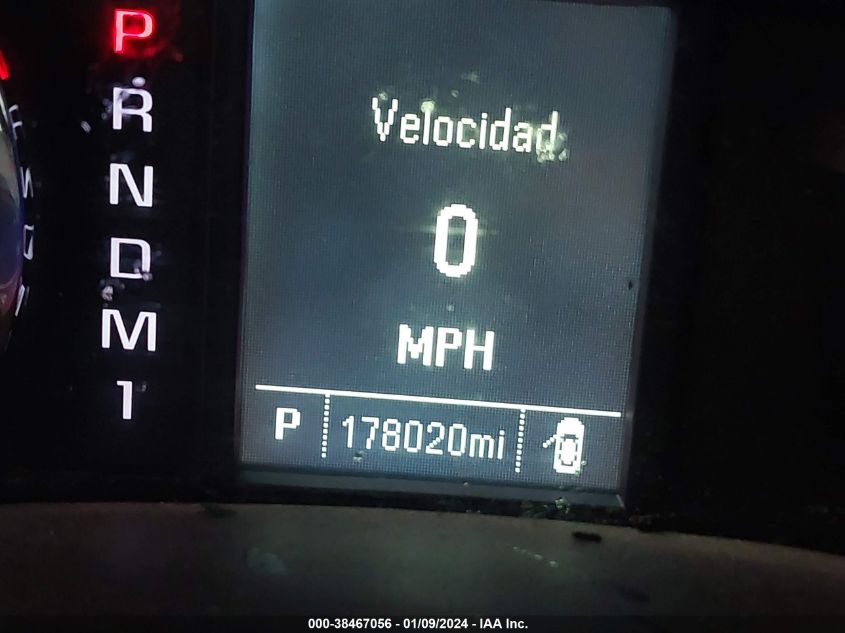 P
R
N
D
M
1
Velocidad
0
MPH
P 178020mi
000-38467056 - 01/09/2024 - IAA Inc.